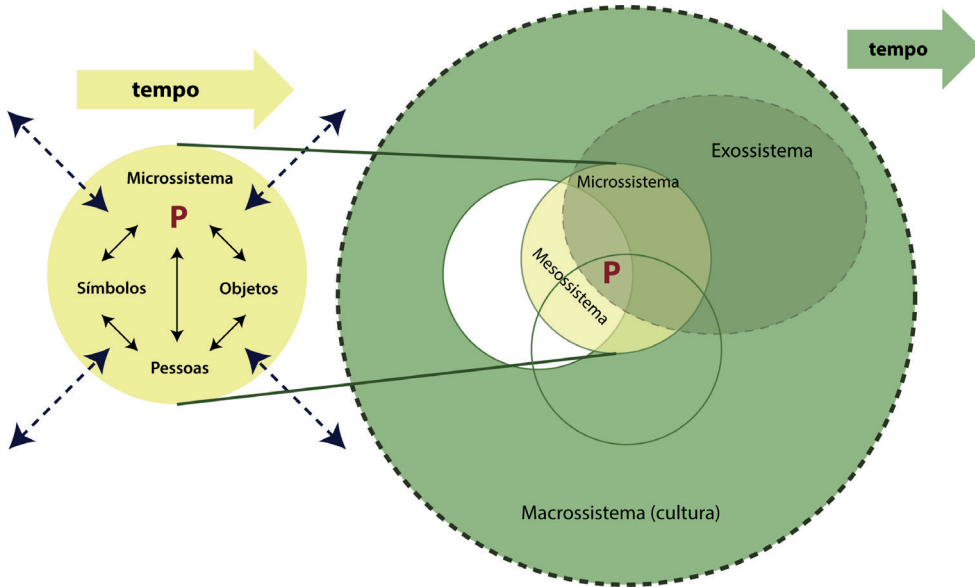 tempo
Microssistema
P
Símbolos
Objetos
Pessoas
tempo
Exossistema
Microssistema
Mesossistema
P
Macrossistema (cultura)